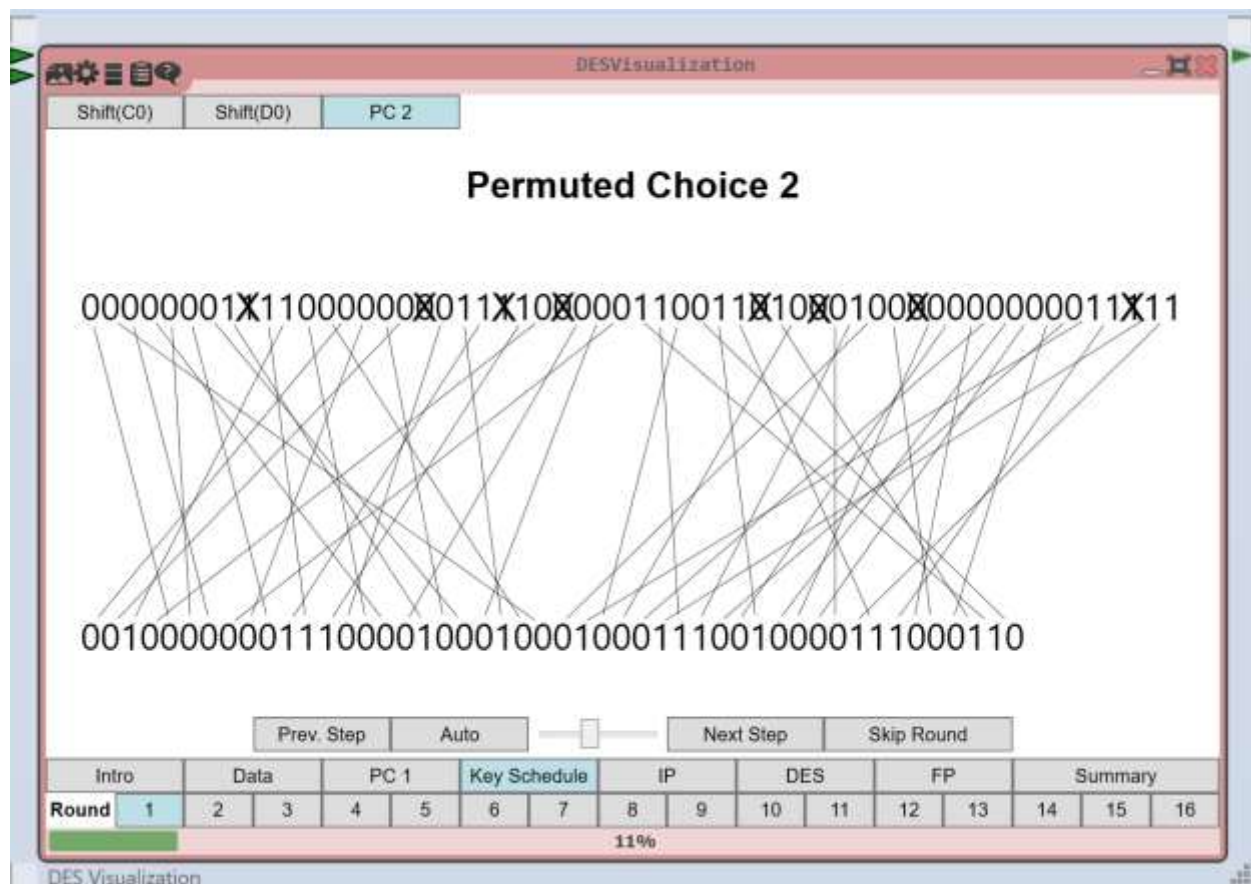 DESVisualization
Shift(C0) Shift(D0) PC 2
Permuted Choice 2
00000001111000000001111000001100110100010000000000011111
001000000011100001000100010001110010000111000110
Prev. Step Auto Next Step Skip Round
Intro Data PC 1 Key Schedule IP DES FP Summary
Round 1 2 3 4 5 6 7 8 9 10 11 12 13 14 15 16
11%
DES Visualization